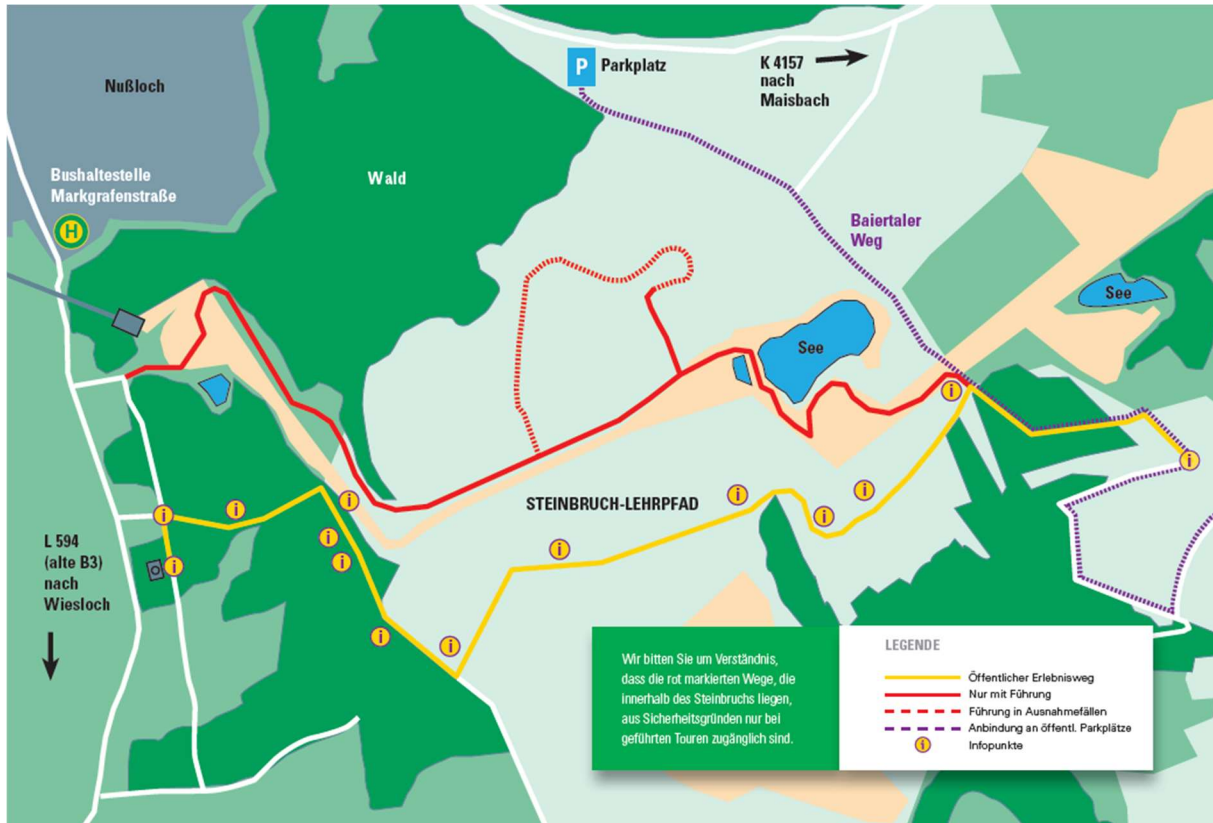 Nußloch
Bushaltestelle
Markgrafenstraße
H
P
Parkplatz
K 4157
nach
Maisbach
Wald
Baiertaler
Weg
See
See
STEINBRUCH-LEHRPFAD
i
i
i
i
i
i
i
i
i
i
i
i
i
i
L 594
(alte B3)
nach
Wiesloch
Wir bitten Sie um Verständnis,
dass die rot markierten Wege, die
innerhalb des Steinbruchs liegen,
aus Sicherheitsgründen nur bei
geführten Touren zugänglich sind.
LEGENDE
Öffentlicher Erlebnisweg
Nur mit Führung
Führung in Ausnahmefällen
Anbindung an öffentl. Parkplätze
i
Infopunkte